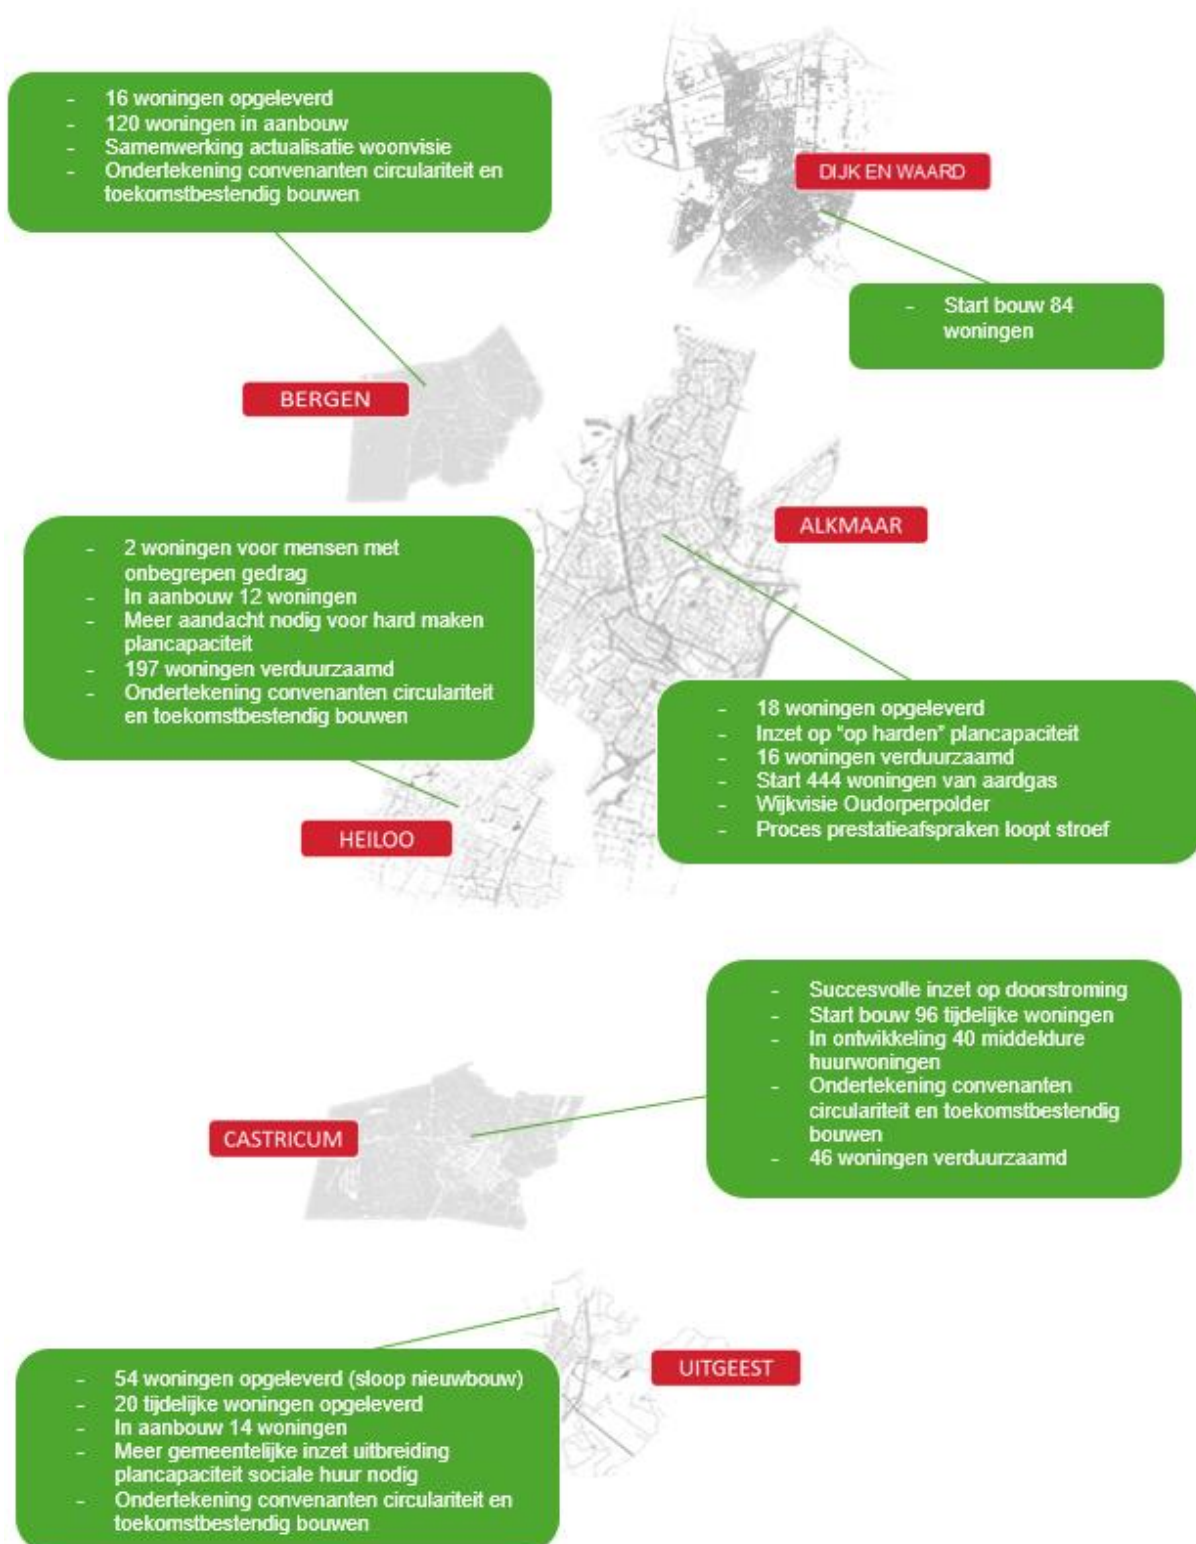 - 16 woningen opgeleverd
- 120 woningen in aanbouw
- Samenwerking actualisatie woonvisie
- Ondertekening convenanten circulariteit en
toekomstbestendig bouwen
DIJK EN WAARD
- Start bouw 84
woningen
BERGEN
ALKMAAR
- 2 woningen voor mensen met
onbegrepen gedrag
- In aanbouw 12 woningen
- Meer aandacht nodig voor hard maken
plancapaciteit
- 197 woningen verduurzaamd
- Ondertekening convenanten circulariteit
en toekomstbestendig bouwen
- 18 woningen opgeleverd
- Inzet op “op harden” plancapaciteit
- 16 woningen verduurzaamd
- Start 444 woningen van aardgas
- Wijkvisie Oudorperpolder
- Proces prestatieafspraken loopt stroef
HEILOO
- Succesvolle inzet op doorstroming
- Start bouw 96 tijdelijke woningen
- In ontwikkeling 40 middeldure
huurwoningen
- Ondertekening convenanten
circulariteit en toekomstbestendig
bouwen
- 46 woningen verduurzaamd
CASTRICUM
UITGEEST
- 54 woningen opgeleverd (sloop nieuwbouw)
- 20 tijdelijke woningen opgeleverd
- In aanbouw 14 woningen
- Meer gemeentelijke inzet uitbreiding
plancapaciteit sociale huur nodig
- Ondertekening convenanten circulariteit en
toekomstbestendig bouwen